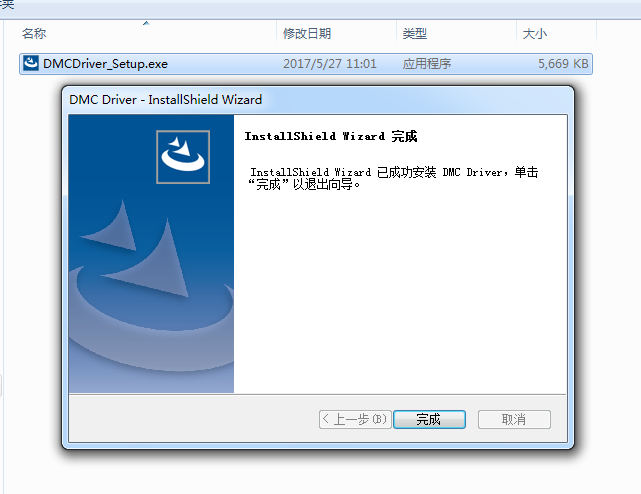 夹
名称 修改日期 类型 大小
DMCDriver_Setup.exe 2017/5/27 11:01 应用程序 5,669 KB
DMC Driver - InstallShield Wizard
InstallShield Wizard 完成
InstallShield Wizard 已成功安装 DMC Driver，单击
“完成”以退出向导。
< 上一步(B) 完成 取消